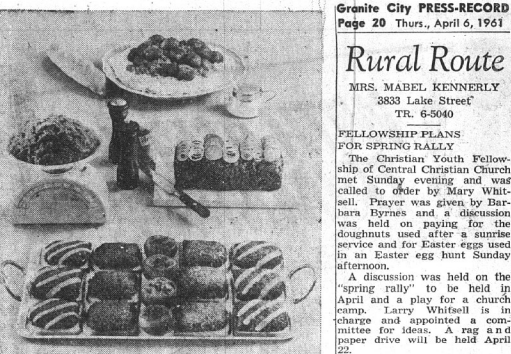 Granite City PRESS-RECORD
Page 20 Thurs., April 6, 1961
Rural Route
MRS. MABEL KENNERLY
3833 Lake Street
TR. 6-5040
FELLOWSHIP PLANS
FOR SPRING RALLY
The Christian Youth Fellow-
ship of Central Christian Church
met Sunday evening and was
called to order by Mary Whit-
sell. Prayer was given by Bar-
bara Byrnes and a discussion
was held on paying for the
doughnuts used after a sunrise
service and for Easter eggs used
in an Easter egg hunt Sunday
afternoon.
A discussion was held on the
"spring rally" to be held in
April and a play for a church
camp. Larry Whitsell is in
charge and appointed a com-
mittee for ideas. A rag and
paper drive will be held April
22.